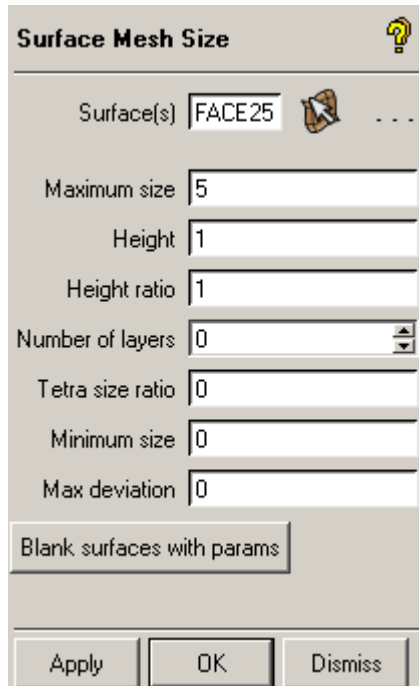 Surface Mesh Size
Surface(s) FACE25 ...
Maximum size 5
Height 1
Height ratio 1
Number of layers 0
Tetra size ratio 0
Minimum size 0
Max deviation 0
Blank surfaces with params
Apply OK Dismiss